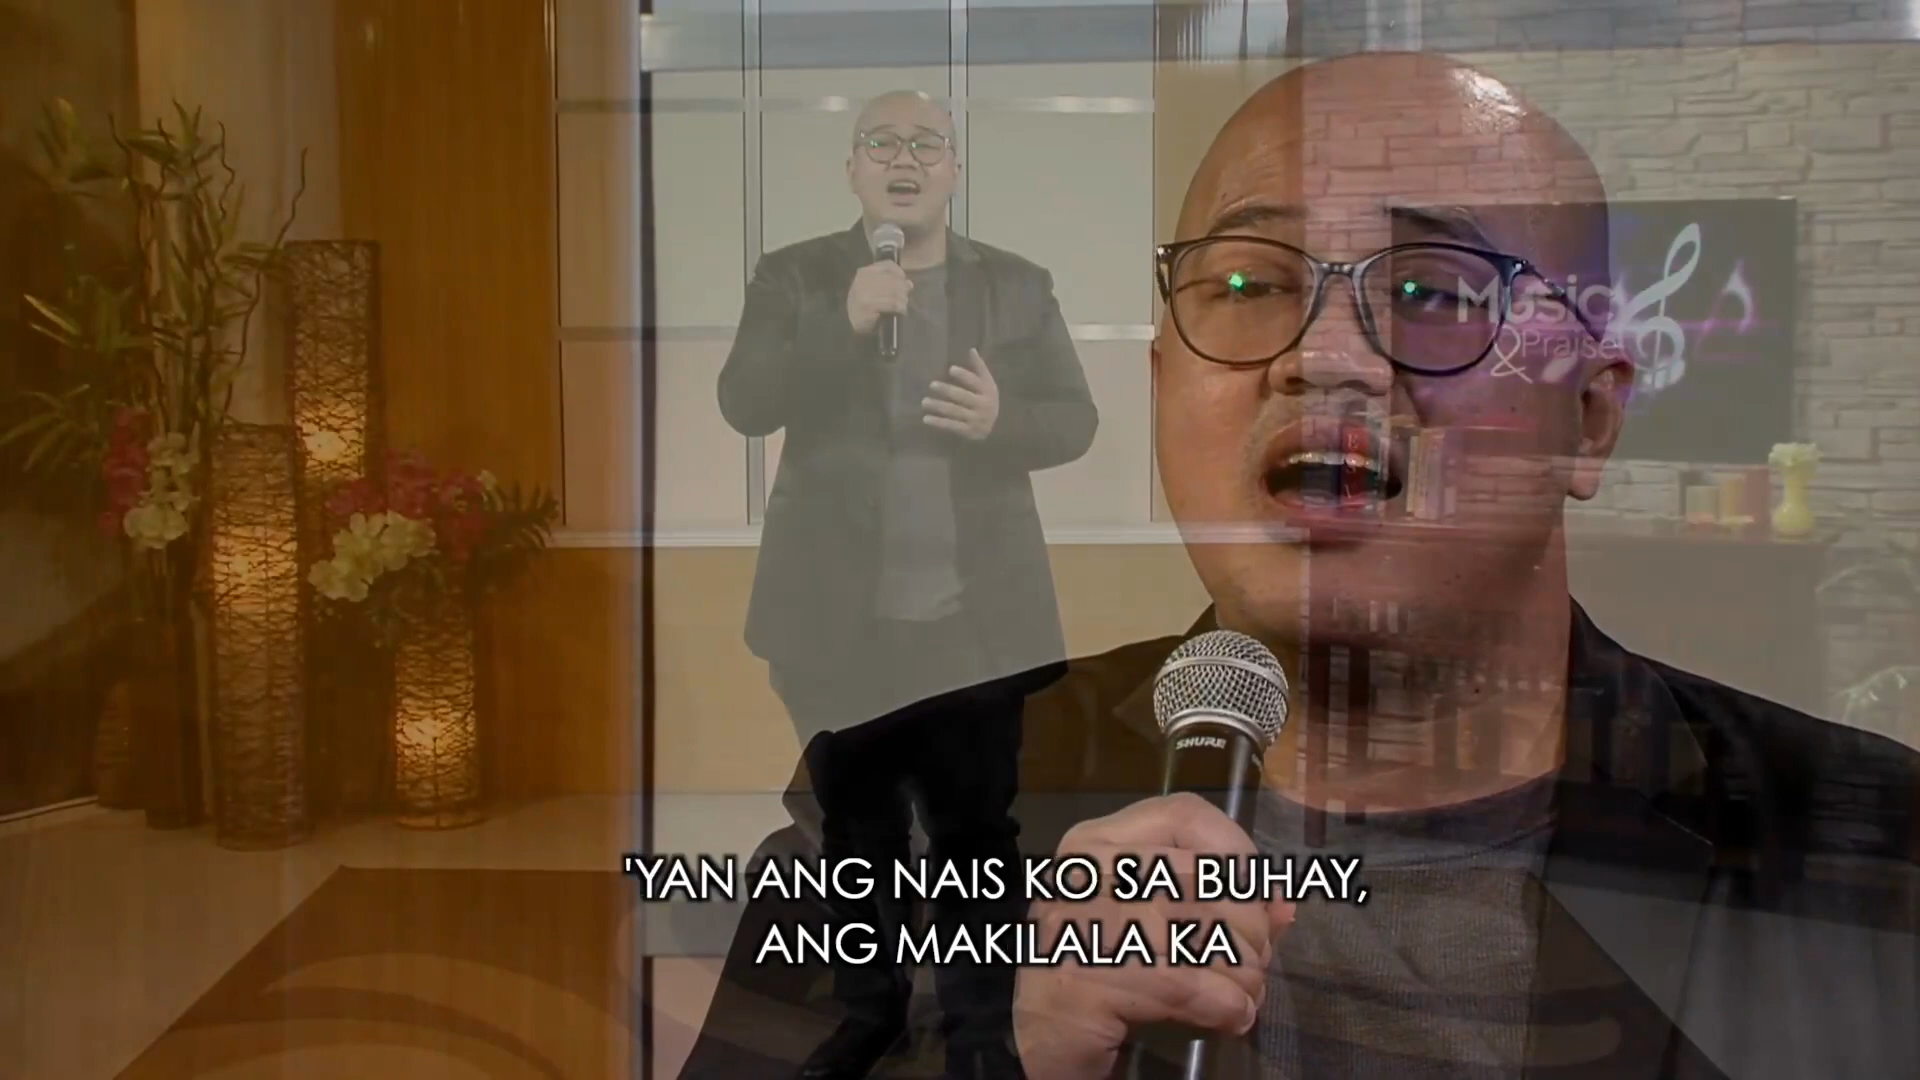 Music
& Praise
SHURE
'YAN ANG NAIS KO SA BUHAY,
ANG MAKILALA KA